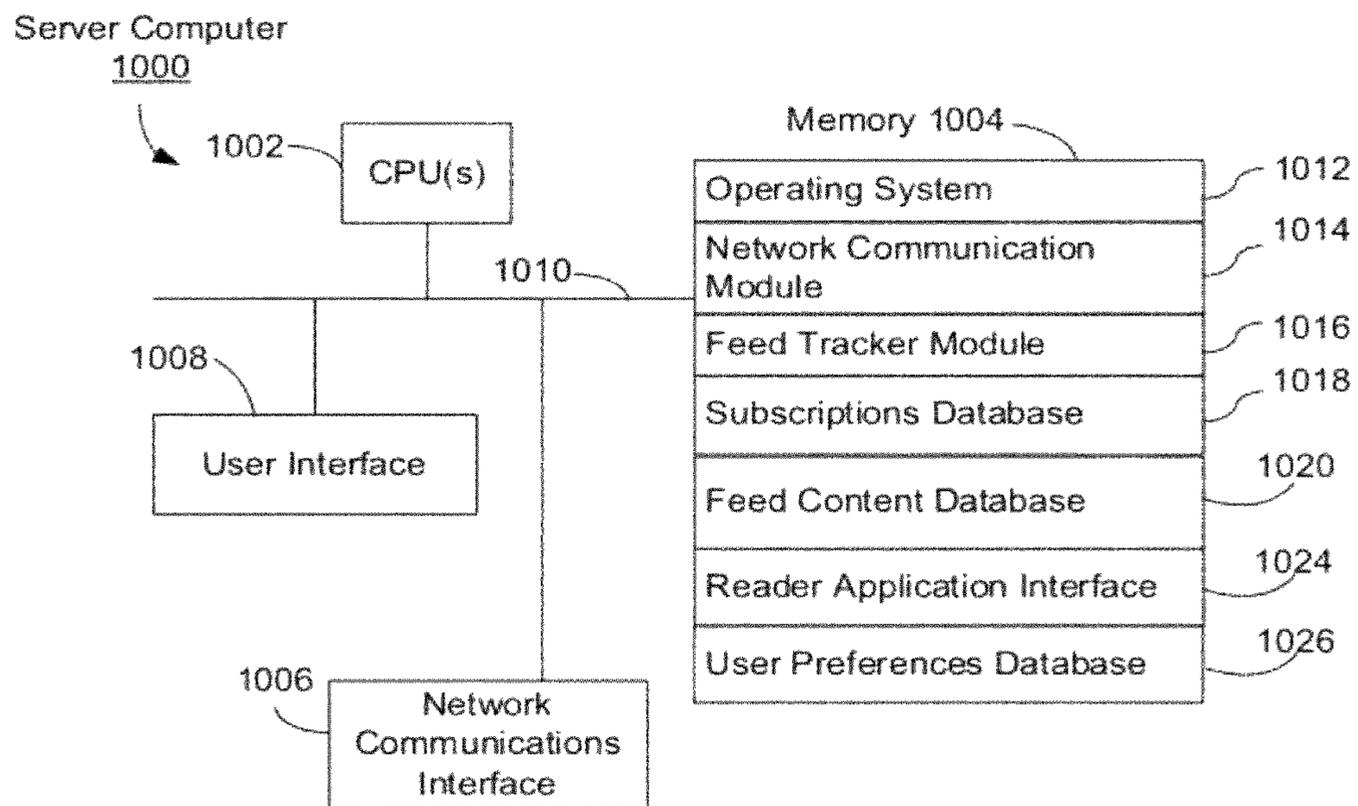 Server Computer
1000
1002
CPU(s)
Memory 1004
Operating System
1012
Network Communication
Module
1014
1010
Feed Tracker Module
1016
1008
Subscriptions Database
1018
User Interface
Feed Content Database
1020
Reader Application Interface
1024
User Preferences Database
1026
1006
Network
Communications
Interface